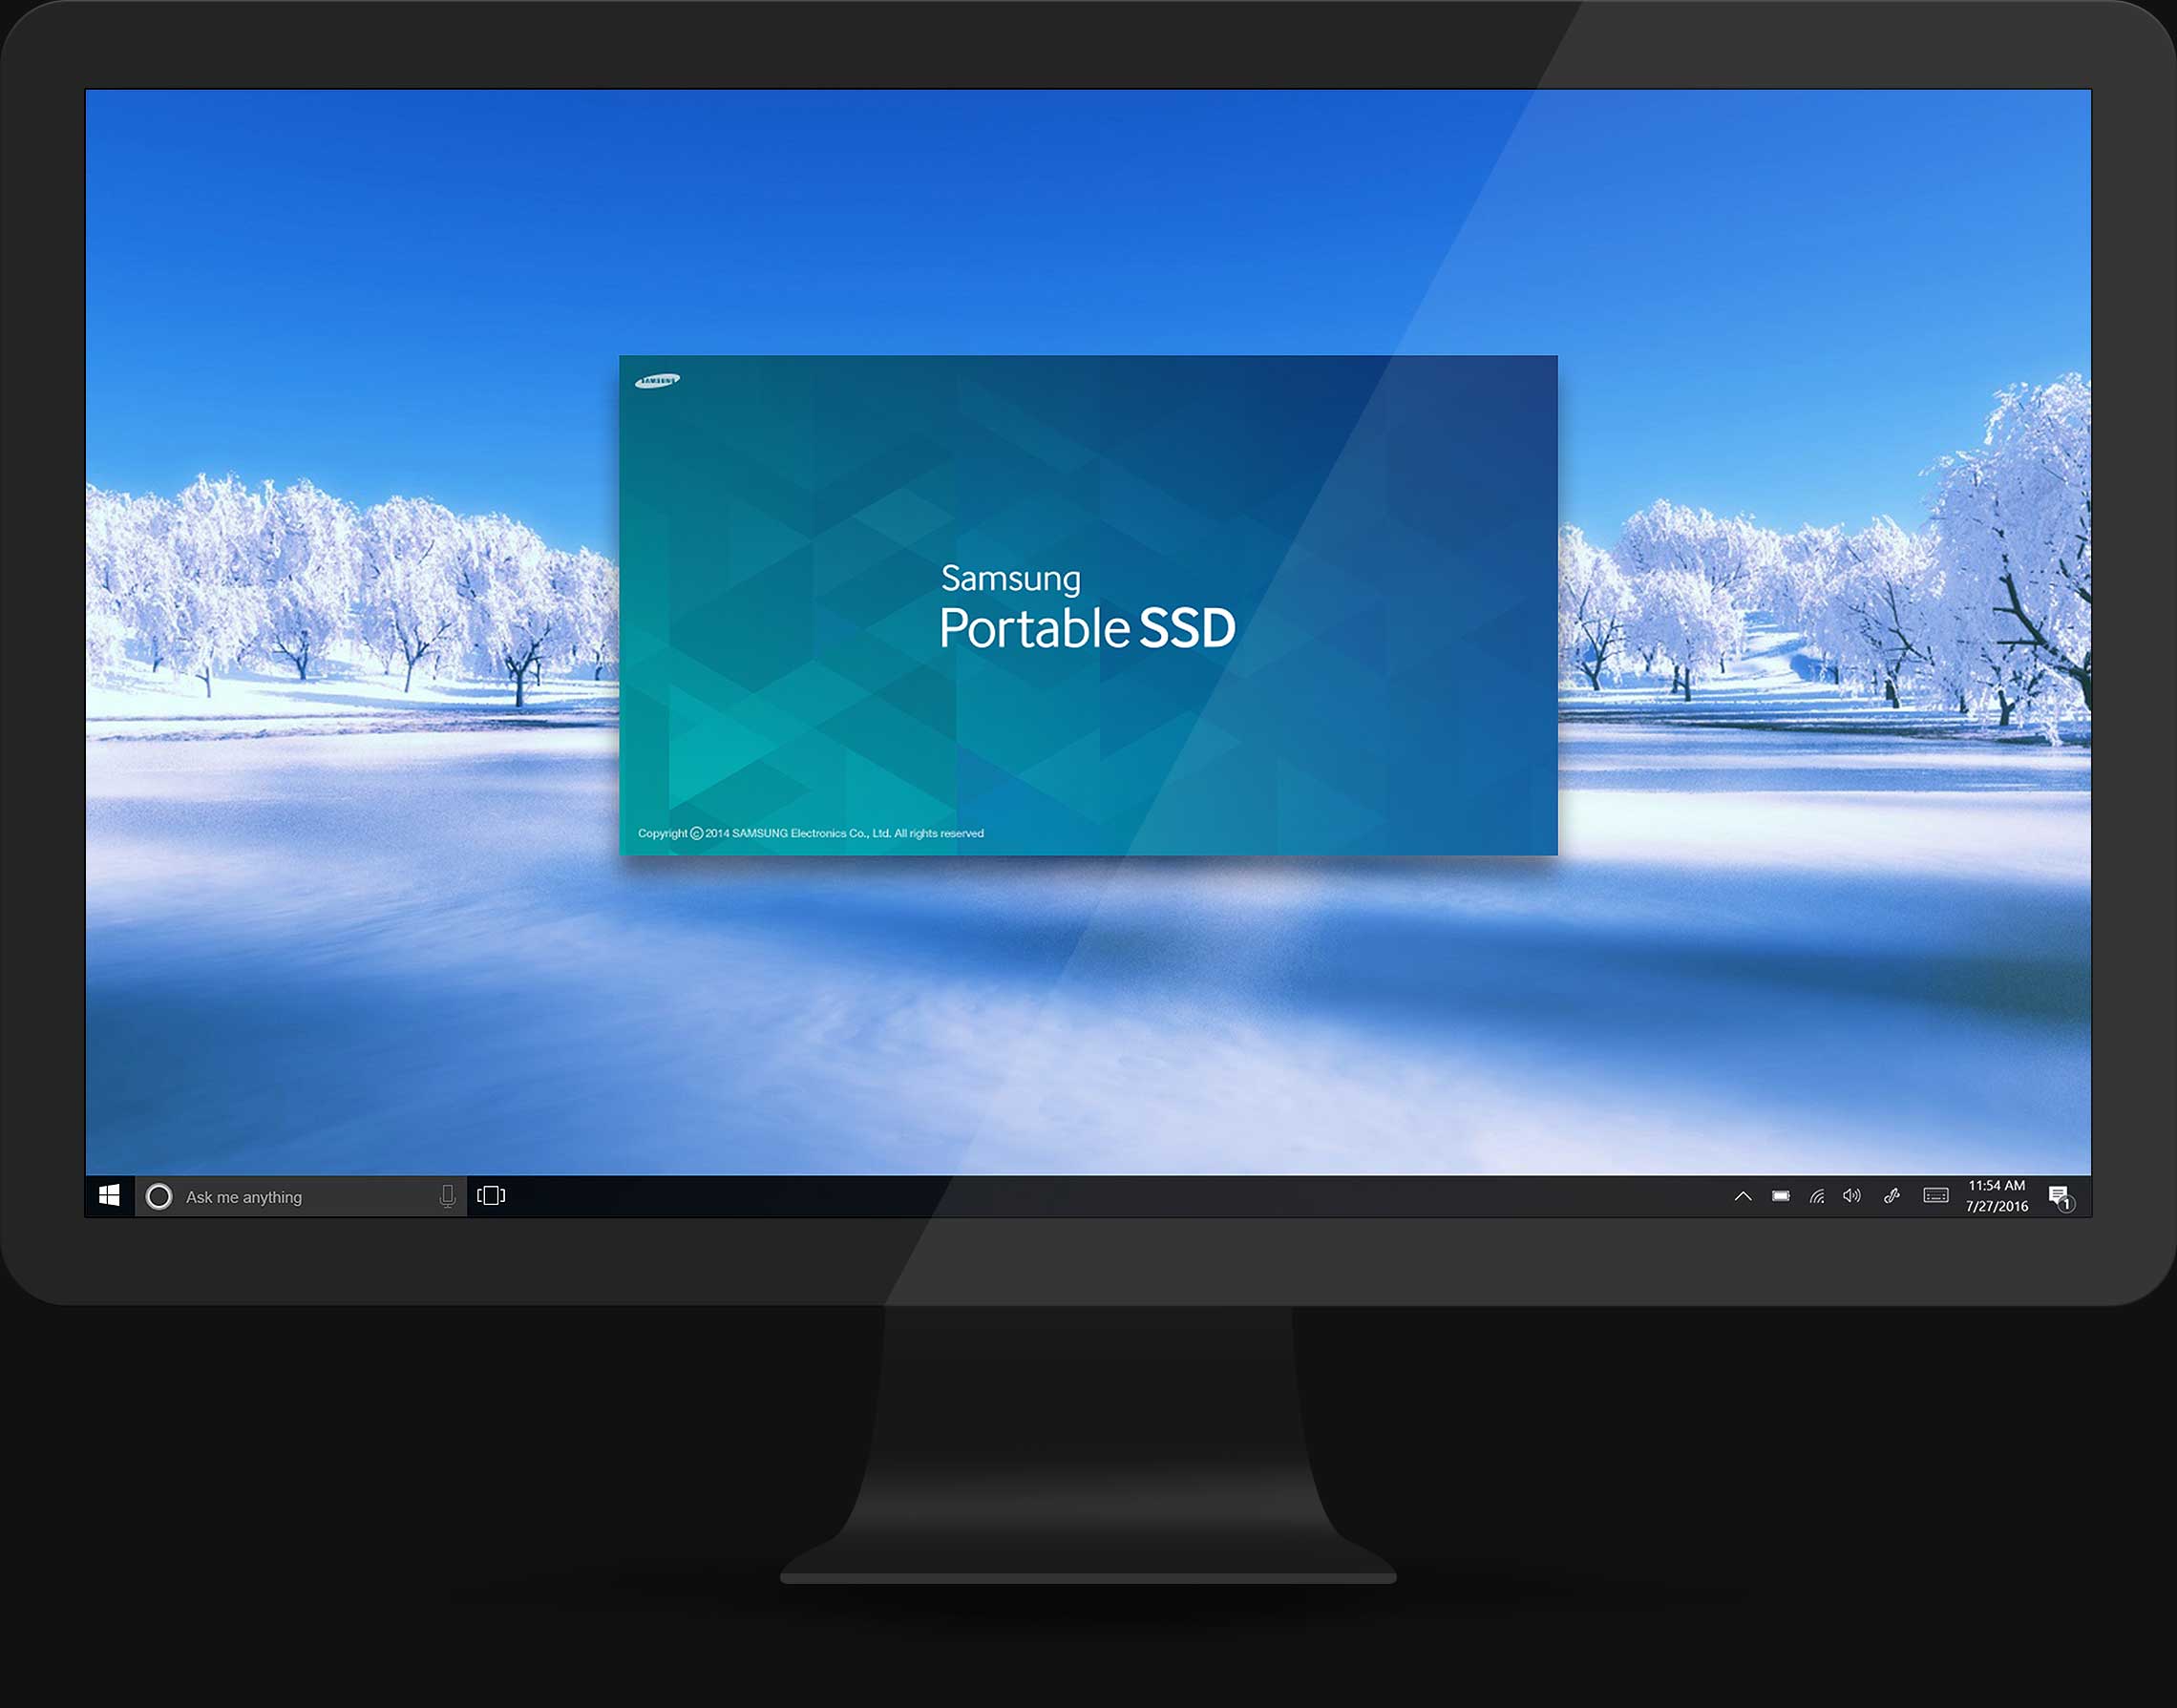 SAMSUNG
Samsung
Portable SSD
Copyright ©2014 SAMSUNG Electronics Co., Ltd. All rights reserved
Ask me anything
11:54 AM
7/27/2016
1